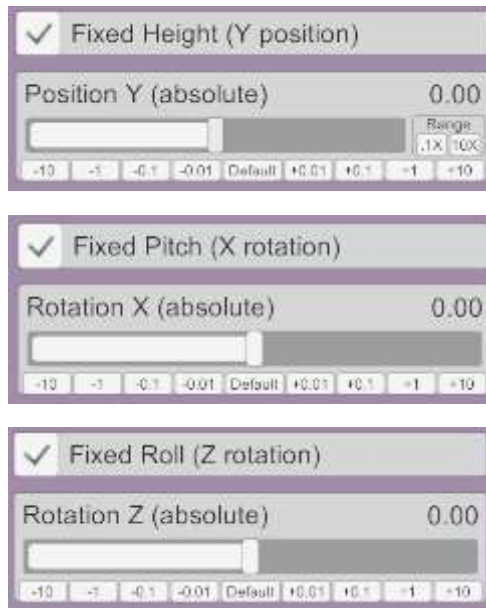 Fixed Height (Y position)
Position Y (absolute) 0.00
Range
.1X 10X
-10 -1 -0.1 -0.01 Default +0.01 +0.1 +1 +10
Fixed Pitch (X rotation)
Rotation X (absolute) 0.00
-10 -1 -0.1 -0.01 Default +0.01 +0.1 +1 +10
Fixed Roll (Z rotation)
Rotation Z (absolute) 0.00
-10 -1 -0.1 -0.01 Default +0.01 +0.1 +1 +10